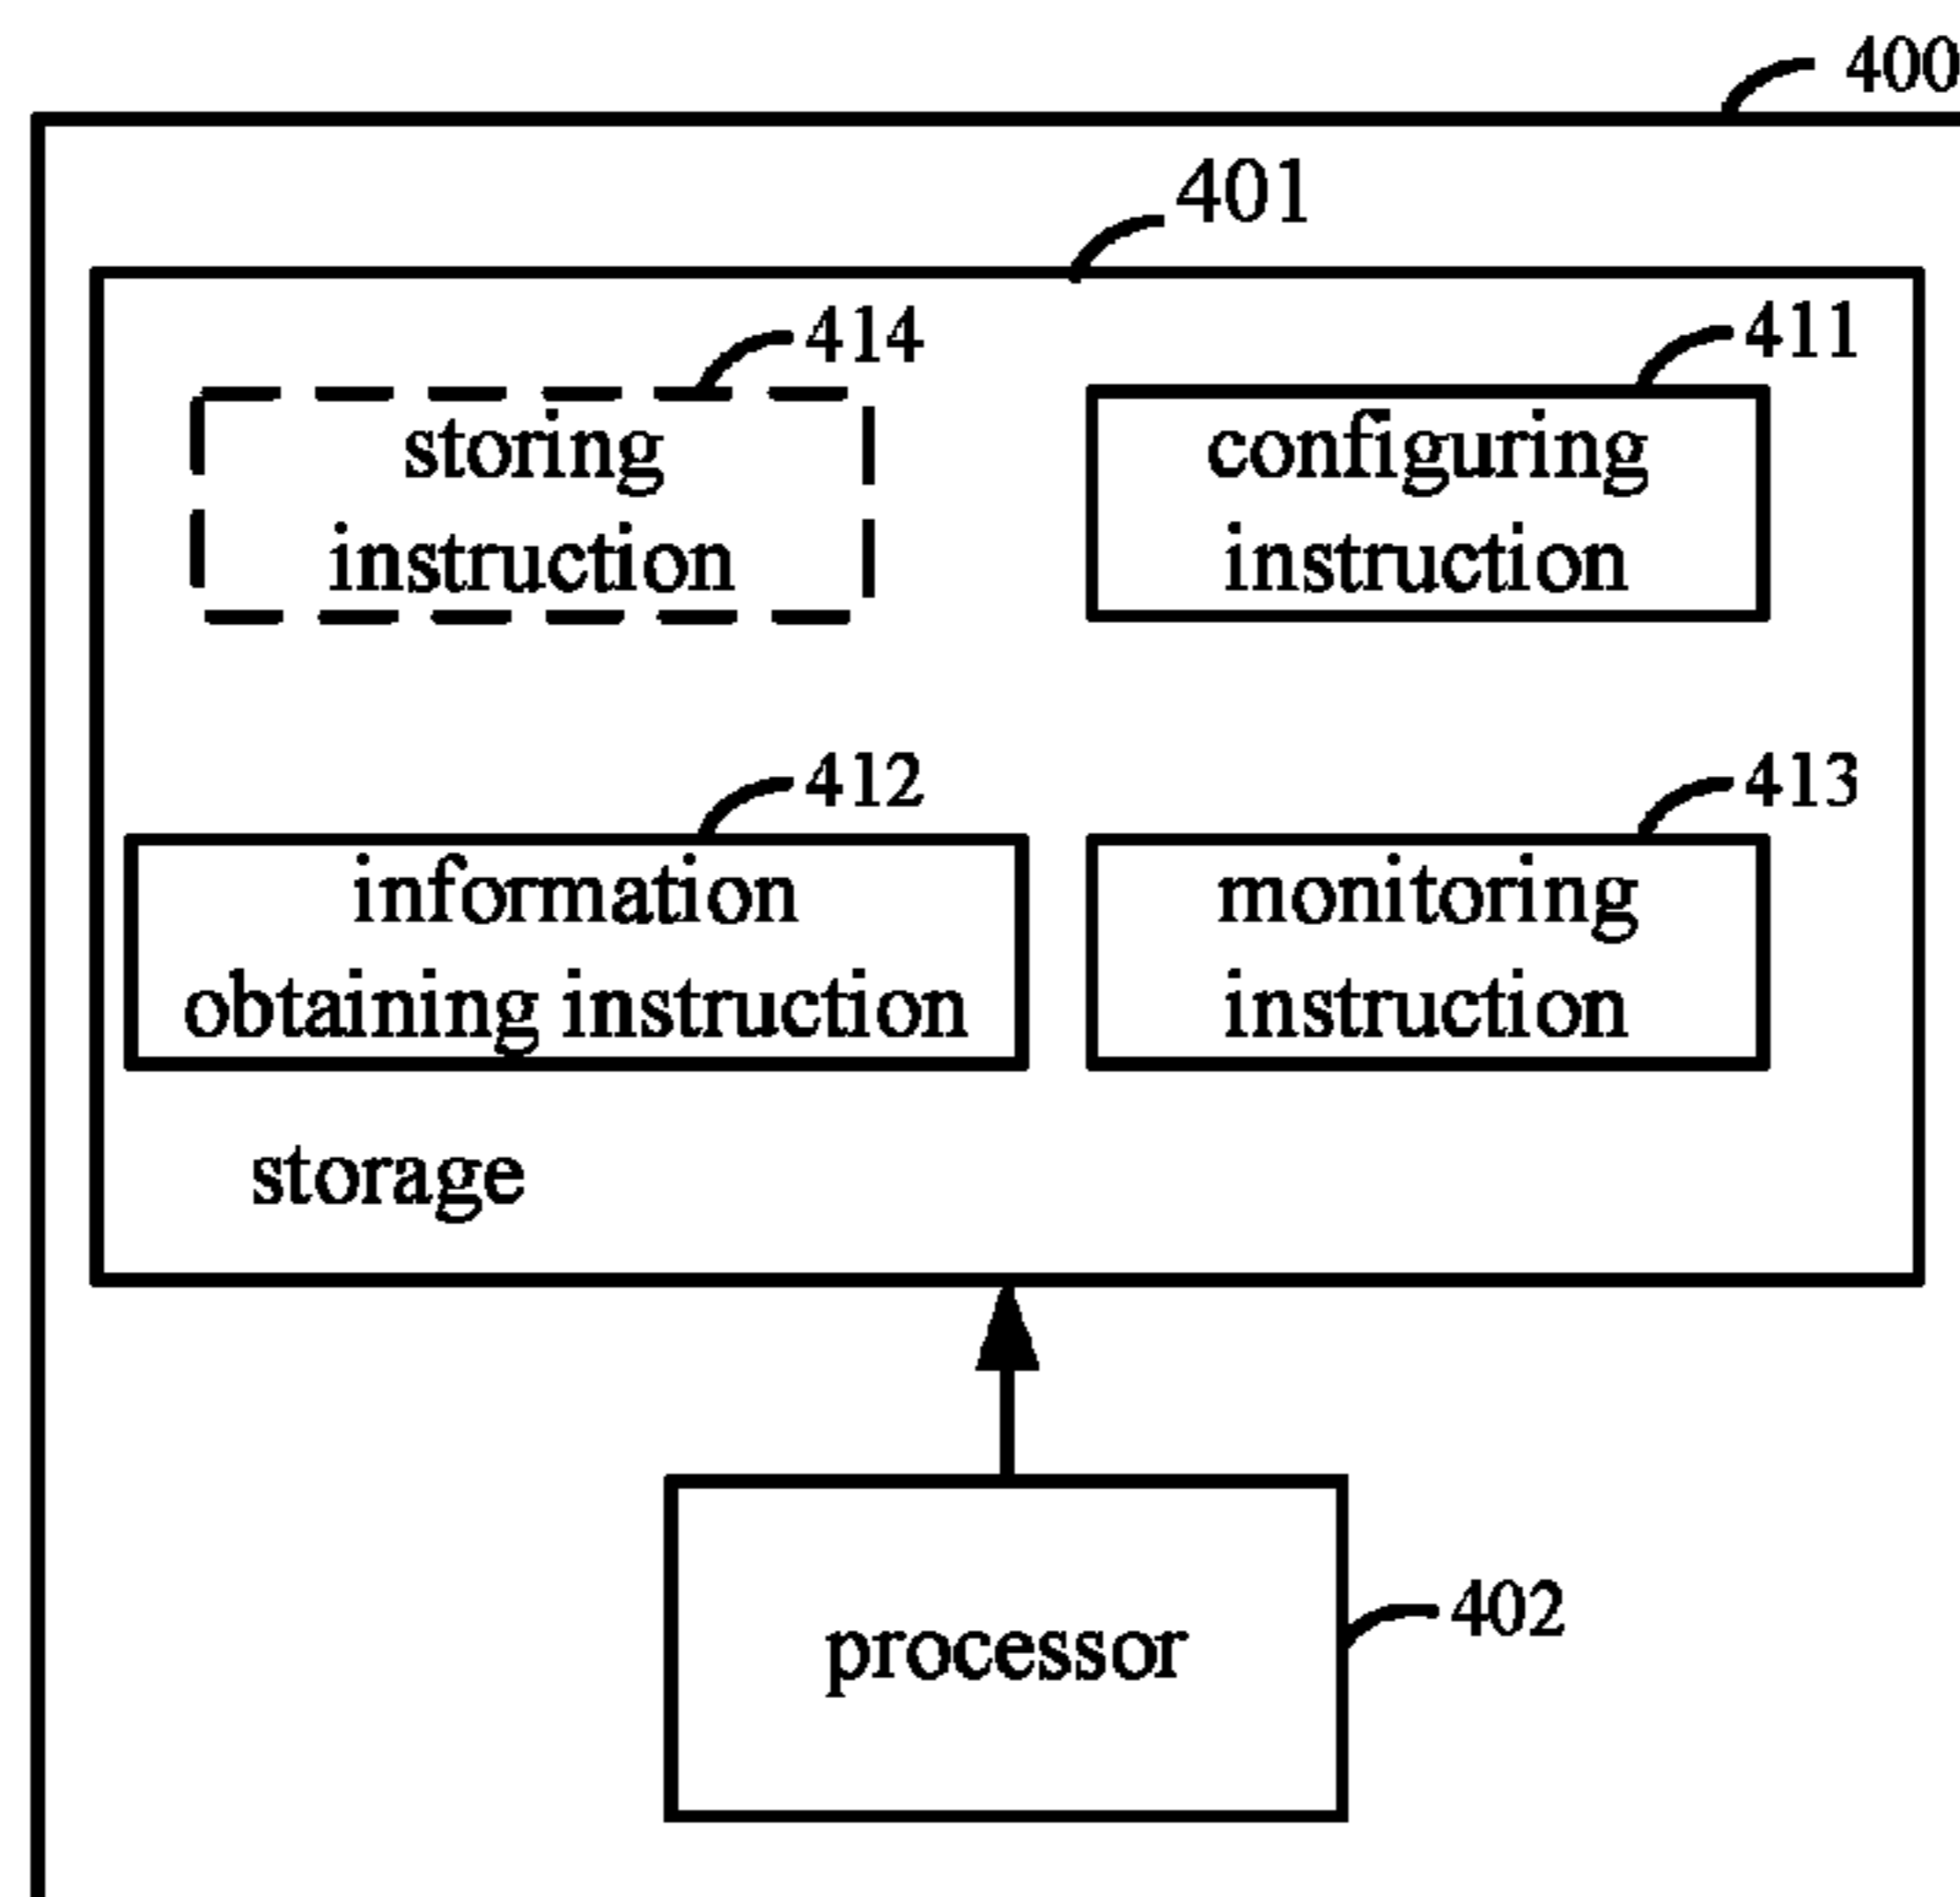 400
401
414
411
storing
instruction
configuring
instruction
412
413
information
obtaining instruction
monitoring
instruction
storage
processor
402